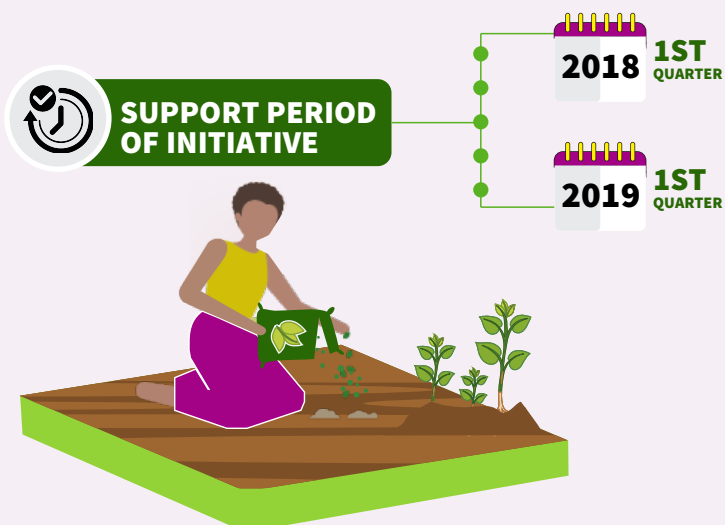 SUPPORT PERIOD
OF INITIATIVE
2018
1ST
QUARTER
2019
1ST
QUARTER